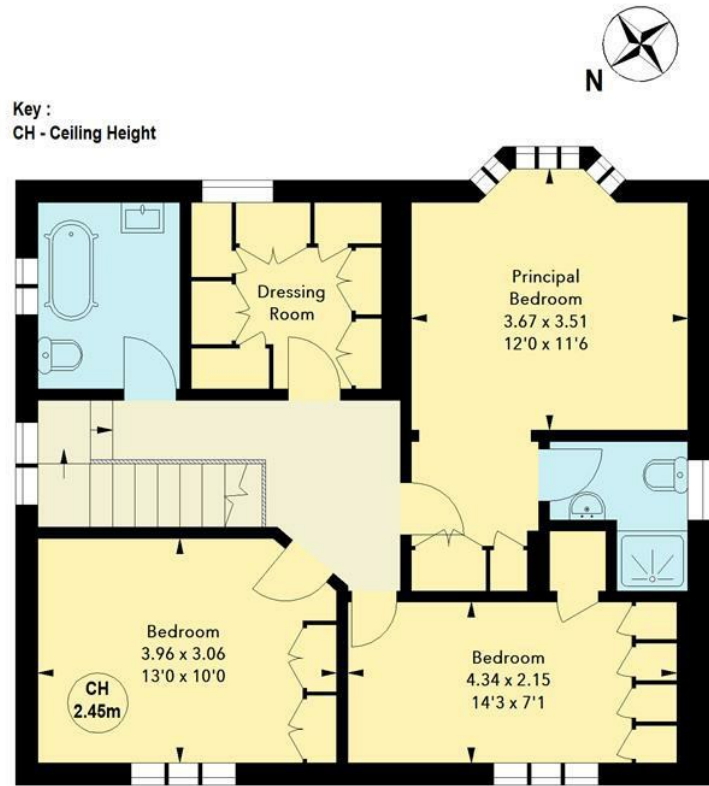 N
Key :
CH - Ceiling Height
Principal
Bedroom
3.67 x 3.51
12'0 x 11'6
Dressing
Room
Bedroom
3.96 x 3.06
13'0 x 10'0
CH
2.45m
Bedroom
4.34 x 2.15
14'3 x 7'1